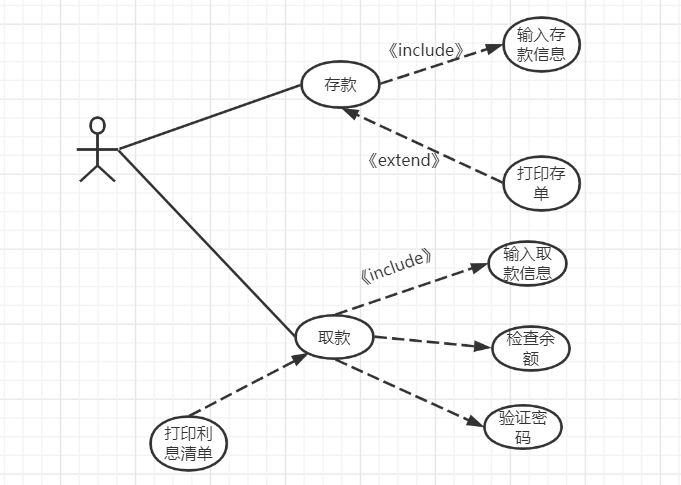 输入存
款信息
《include》
存款
《extend》
打印存
单
《include》
输入取
款信息
取款
检查余
额
验证密
码
打印利
息清单